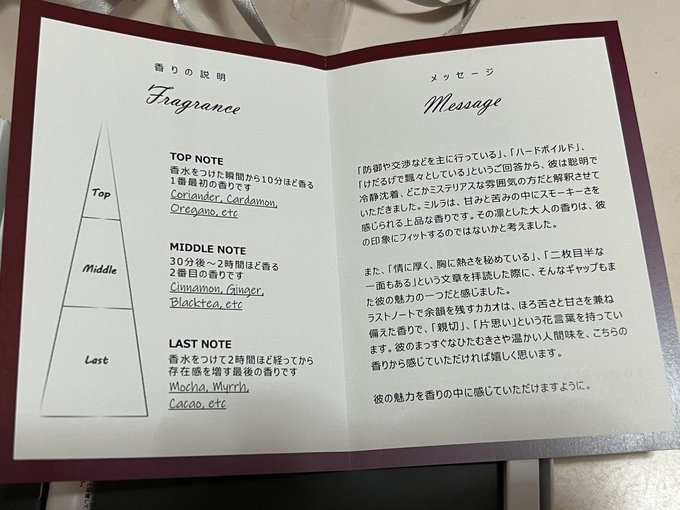 香りの説明
Fragrance
Top
Middle
Last
TOP NOTE
香水をつけた瞬間から10分ほど香る
1番最初の香りです
Coriander, Cardamon,
Oregano, etc
MIDDLE NOTE
30分後～2時間ほど香る
2番目の香りです
Cinnamon, Ginger,
Blacktea, etc
LAST NOTE
香水をつけて2時間ほど経ってから
存在感を増す最後の香りです
Mocha, Myrrh,
Cacao, etc
メッセージ
Message
「防御や交渉などを主に行っている」、「ハードボイルド」、
「けだるげで飄々としている」というご回答から、彼は聡明で
冷静沈着、どこかミステリアスな雰囲気の方だと解釈させて
いただきました。ミルラは、甘みと苦みの中にスモーキーさを
感じられる上品な香りです。その凛とした大人の香りは、彼
の印象にフィットするのではないかと考えました。
また、「情に厚く、胸に熱さを秘めている」、「二枚目半な
一面もある」という文章を拝読した際に、そんなギャップもま
た彼の魅力の一つだと感じました。
ラストノートで余韻を残すカカオは、ほろ苦さと甘さを兼ね
備えた香りで、「親切」、「片思い」という花言葉を持ってい
ます。彼のまっすぐなひたむきさや温かい人間味を、こちらの
香りから感じていただければ嬉しく思います。
彼の魅力を香りの中に感じていただけますように。